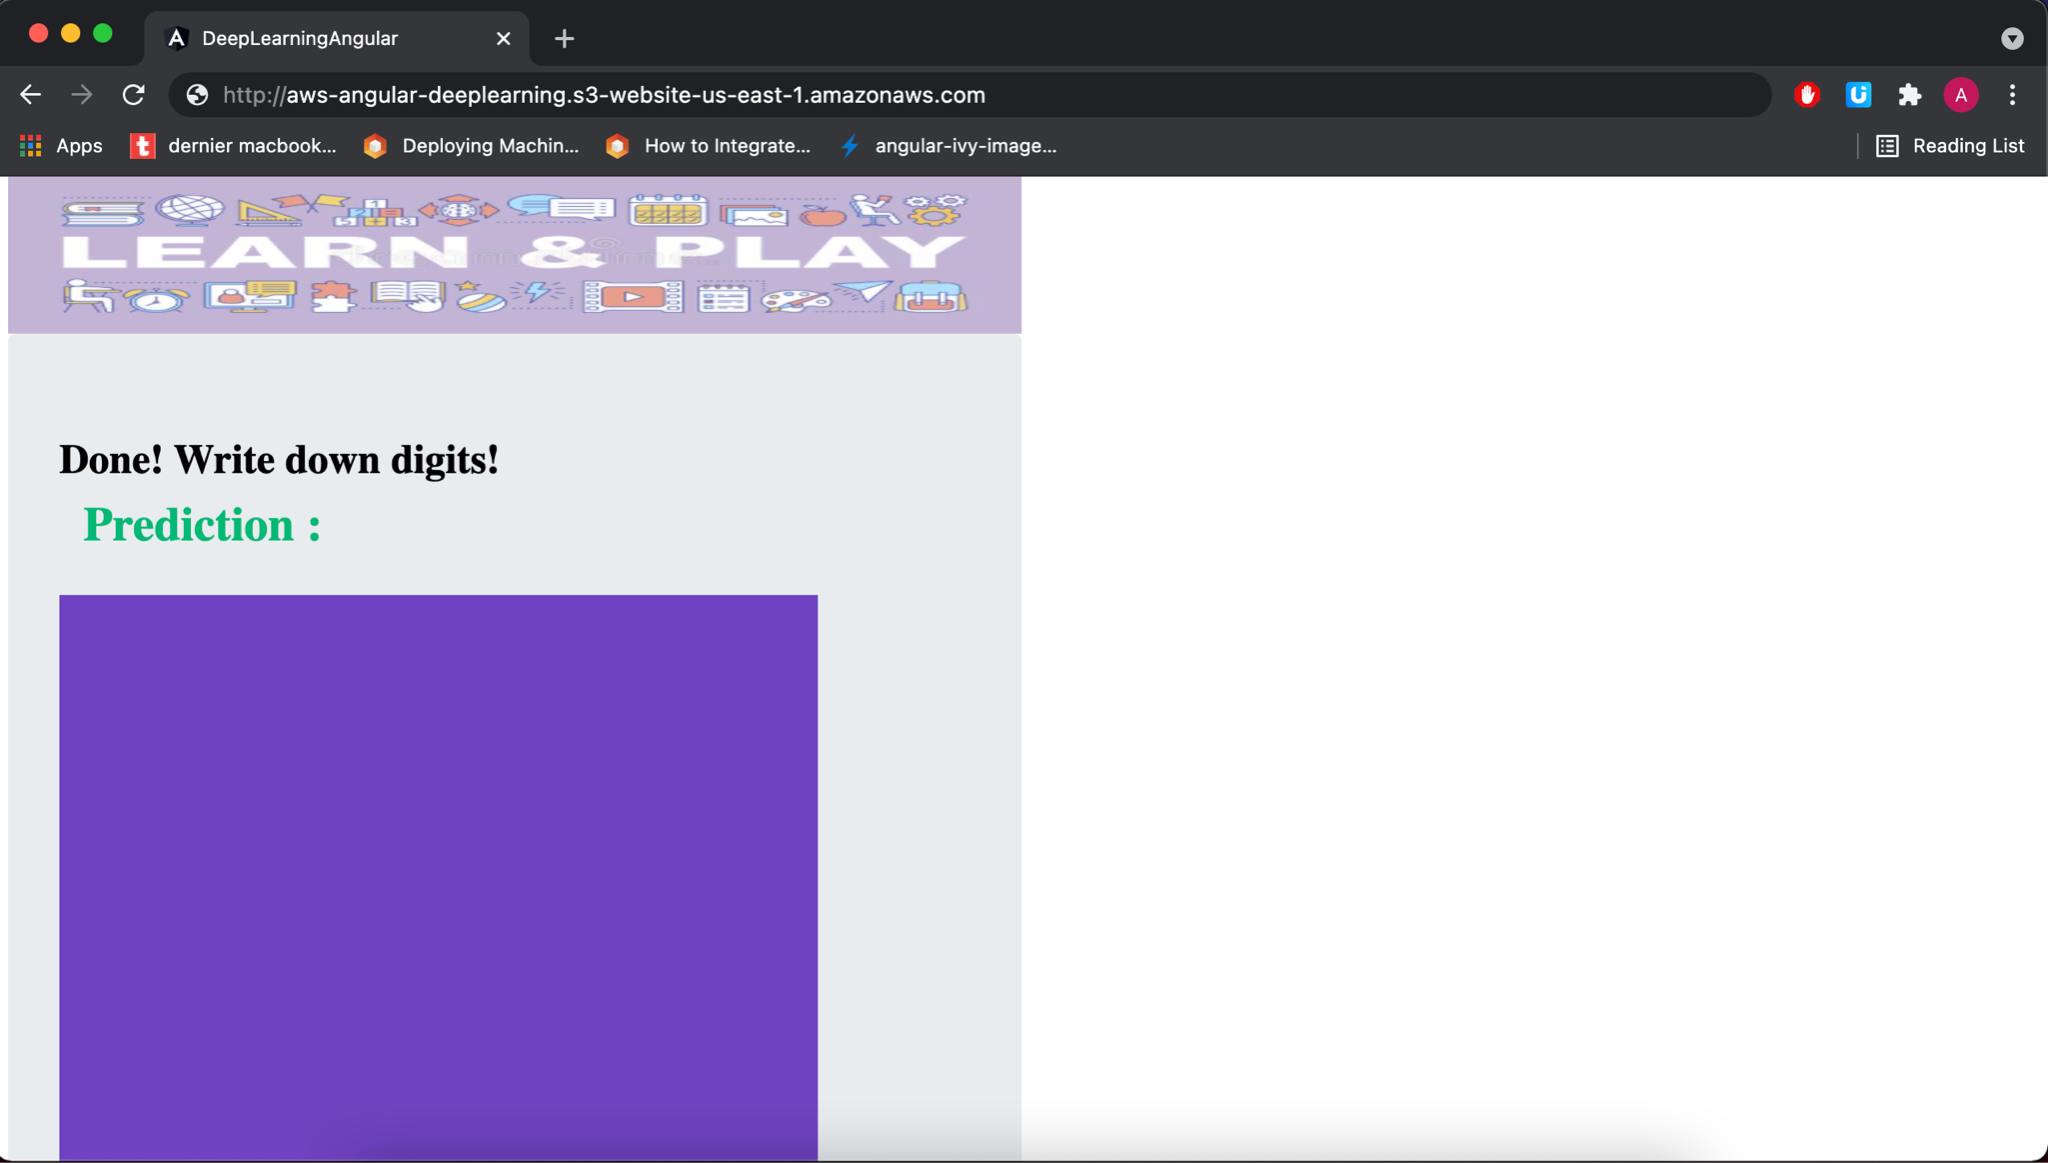 DeepLearningAngular
http://aws-angular-deeplearning.s3-website-us-east-1.amazonaws.com
A
Apps
dernier macbook...
Deploying Machin...
How to Integrate...
angular-ivy-image...
Reading List
LEARN & PLAY
Done! Write down digits!
Prediction :